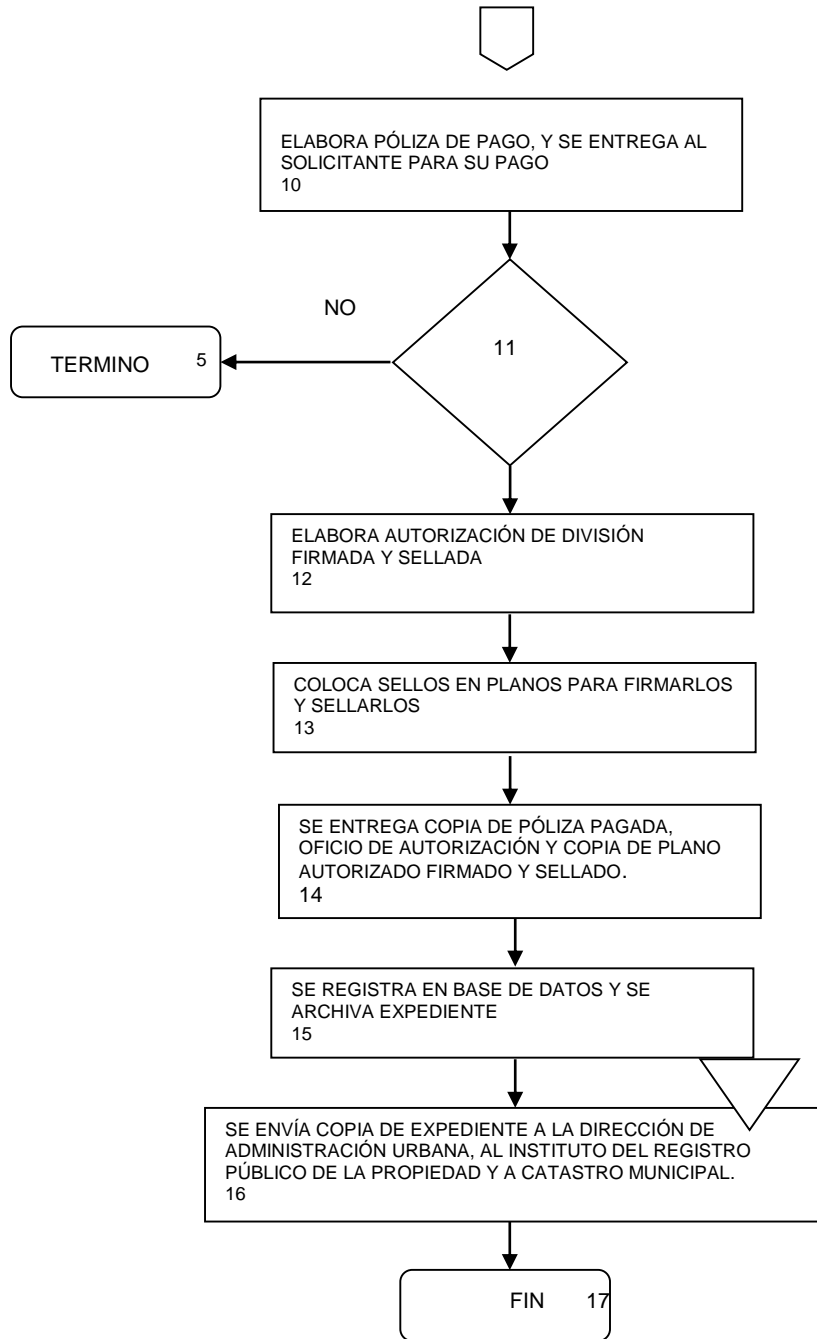 ELABORA PÓLIZA DE PAGO, Y SE ENTREGA AL
SOLICITANTE PARA SU PAGO
10
NO
TERMINO 5
11
ELABORA AUTORIZACIÓN DE DIVISIÓN
FIRMADA Y SELLADA
12
COLOCA SELLOS EN PLANOS PARA FIRMARLOS
Y SELLARLOS
13
SE ENTREGA COPIA DE PÓLIZA PAGADA,
OFICIO DE AUTORIZACIÓN Y COPIA DE PLANO
AUTORIZADO FIRMADO Y SELLADO.
14
SE REGISTRA EN BASE DE DATOS Y SE
ARCHIVA EXPEDIENTE
15
SE ENVÍA COPIA DE EXPEDIENTE A LA DIRECCIÓN DE
ADMINISTRACIÓN URBANA, AL INSTITUTO DEL REGISTRO
PÚBLICO DE LA PROPIEDAD Y A CATASTRO MUNICIPAL.
16
FIN 17